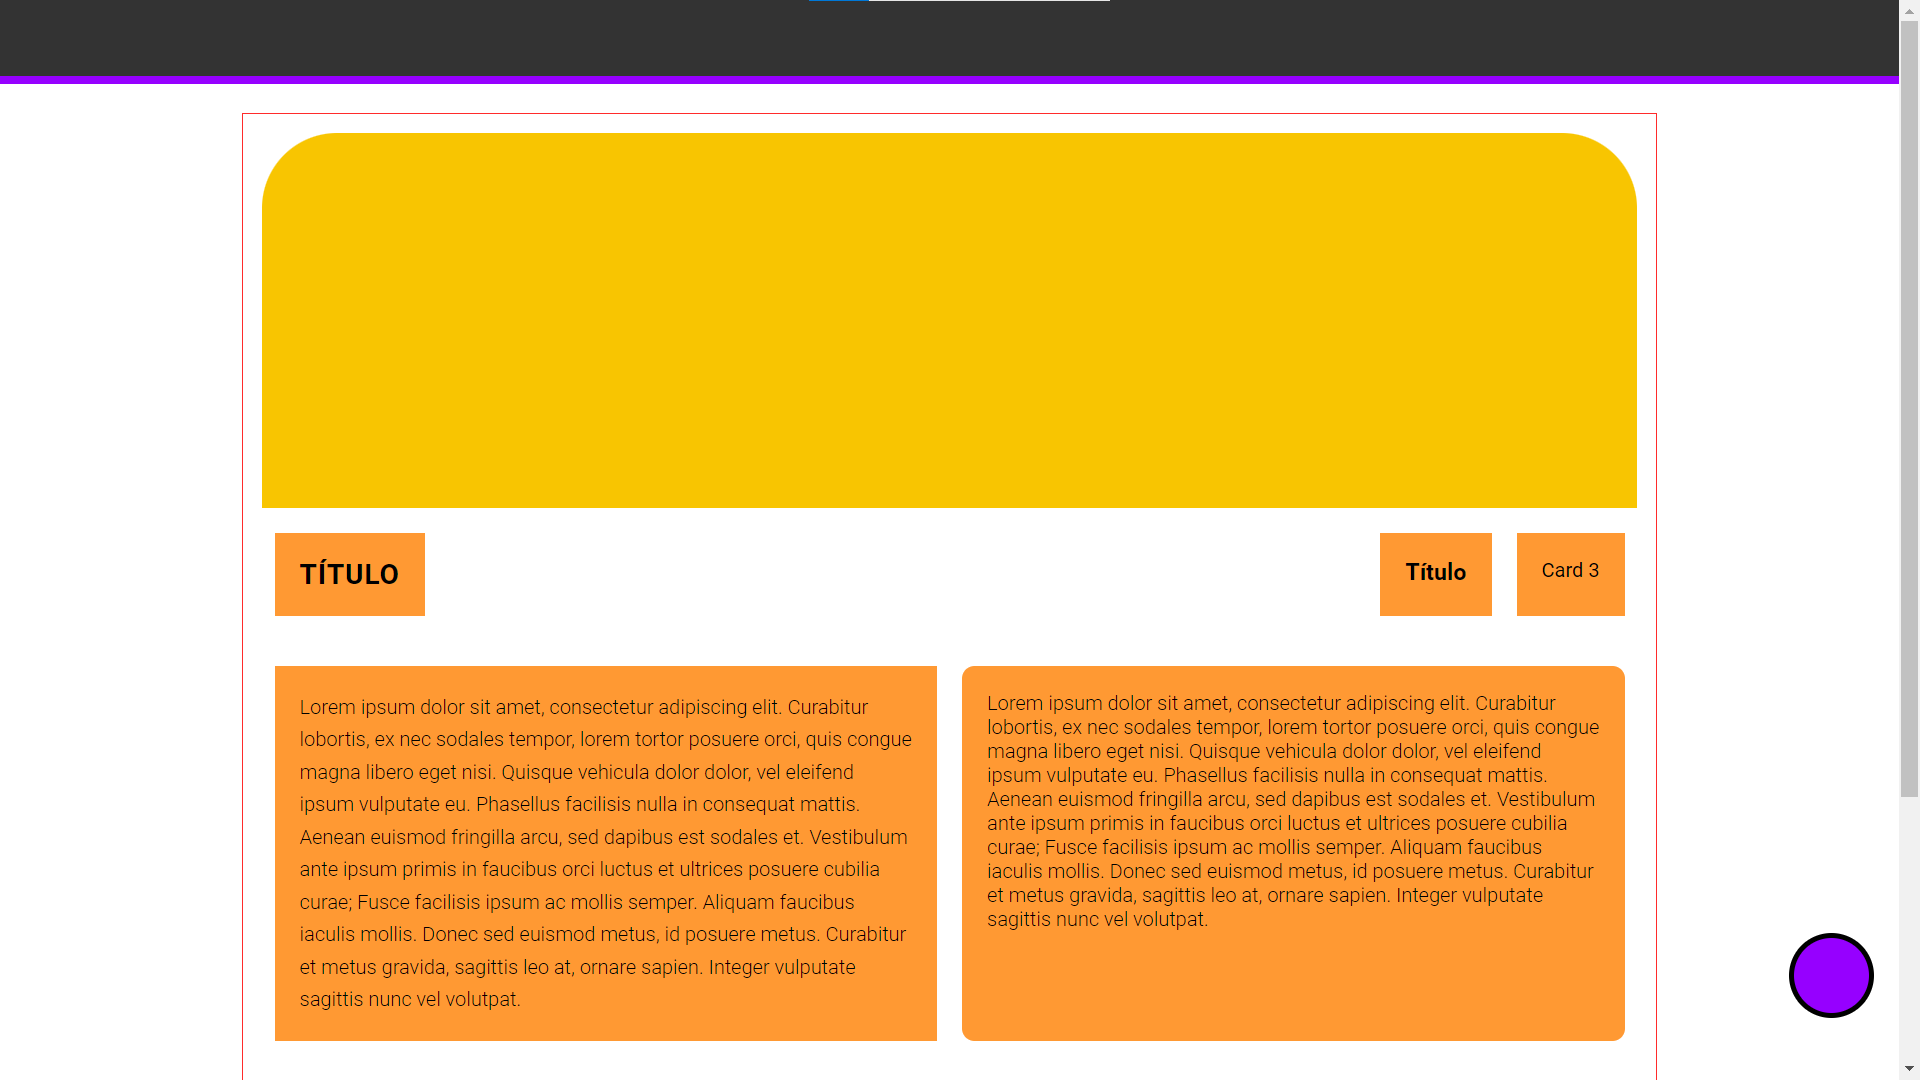 TÍTULO
Título
Card 3
Lorem ipsum dolor sit amet, consectetur adipiscing elit. Curabitur
lobortis, ex nec sodales tempor, lorem tortor posuere orci, quis congue
magna libero eget nisi. Quisque vehicula dolor dolor, vel eleifend
ipsum vulputate eu. Phasellus facilisis nulla in consequat mattis.
Aenean euismod fringilla arcu, sed dapibus est sodales et. Vestibulum
ante ipsum primis in faucibus orci luctus et ultrices posuere cubilia
curae; Fusce facilisis ipsum ac mollis semper. Aliquam faucibus
iaculis mollis. Donec sed euismod metus, id posuere metus. Curabitur
et metus gravida, sagittis leo at, ornare sapien. Integer vulputate
sagittis nunc vel volutpat.
Lorem ipsum dolor sit amet, consectetur adipiscing elit. Curabitur
lobortis, ex nec sodales tempor, lorem tortor posuere orci, quis congue
magna libero eget nisi. Quisque vehicula dolor dolor, vel eleifend
ipsum vulputate eu. Phasellus facilisis nulla in consequat mattis.
Aenean euismod fringilla arcu, sed dapibus est sodales et. Vestibulum
ante ipsum primis in faucibus orci luctus et ultrices posuere cubilia
curae; Fusce facilisis ipsum ac mollis semper. Aliquam faucibus
iaculis mollis. Donec sed euismod metus, id posuere metus. Curabitur
et metus gravida, sagittis leo at, ornare sapien. Integer vulputate
sagittis nunc vel volutpat.